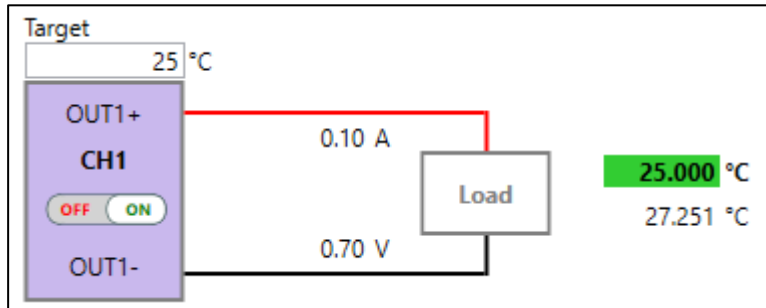 Target
25 °C
OUT1+
0.10 A
CH1
Load
25.000 °C
OFF ON
27.251 °C
0.70 V
OUT1-